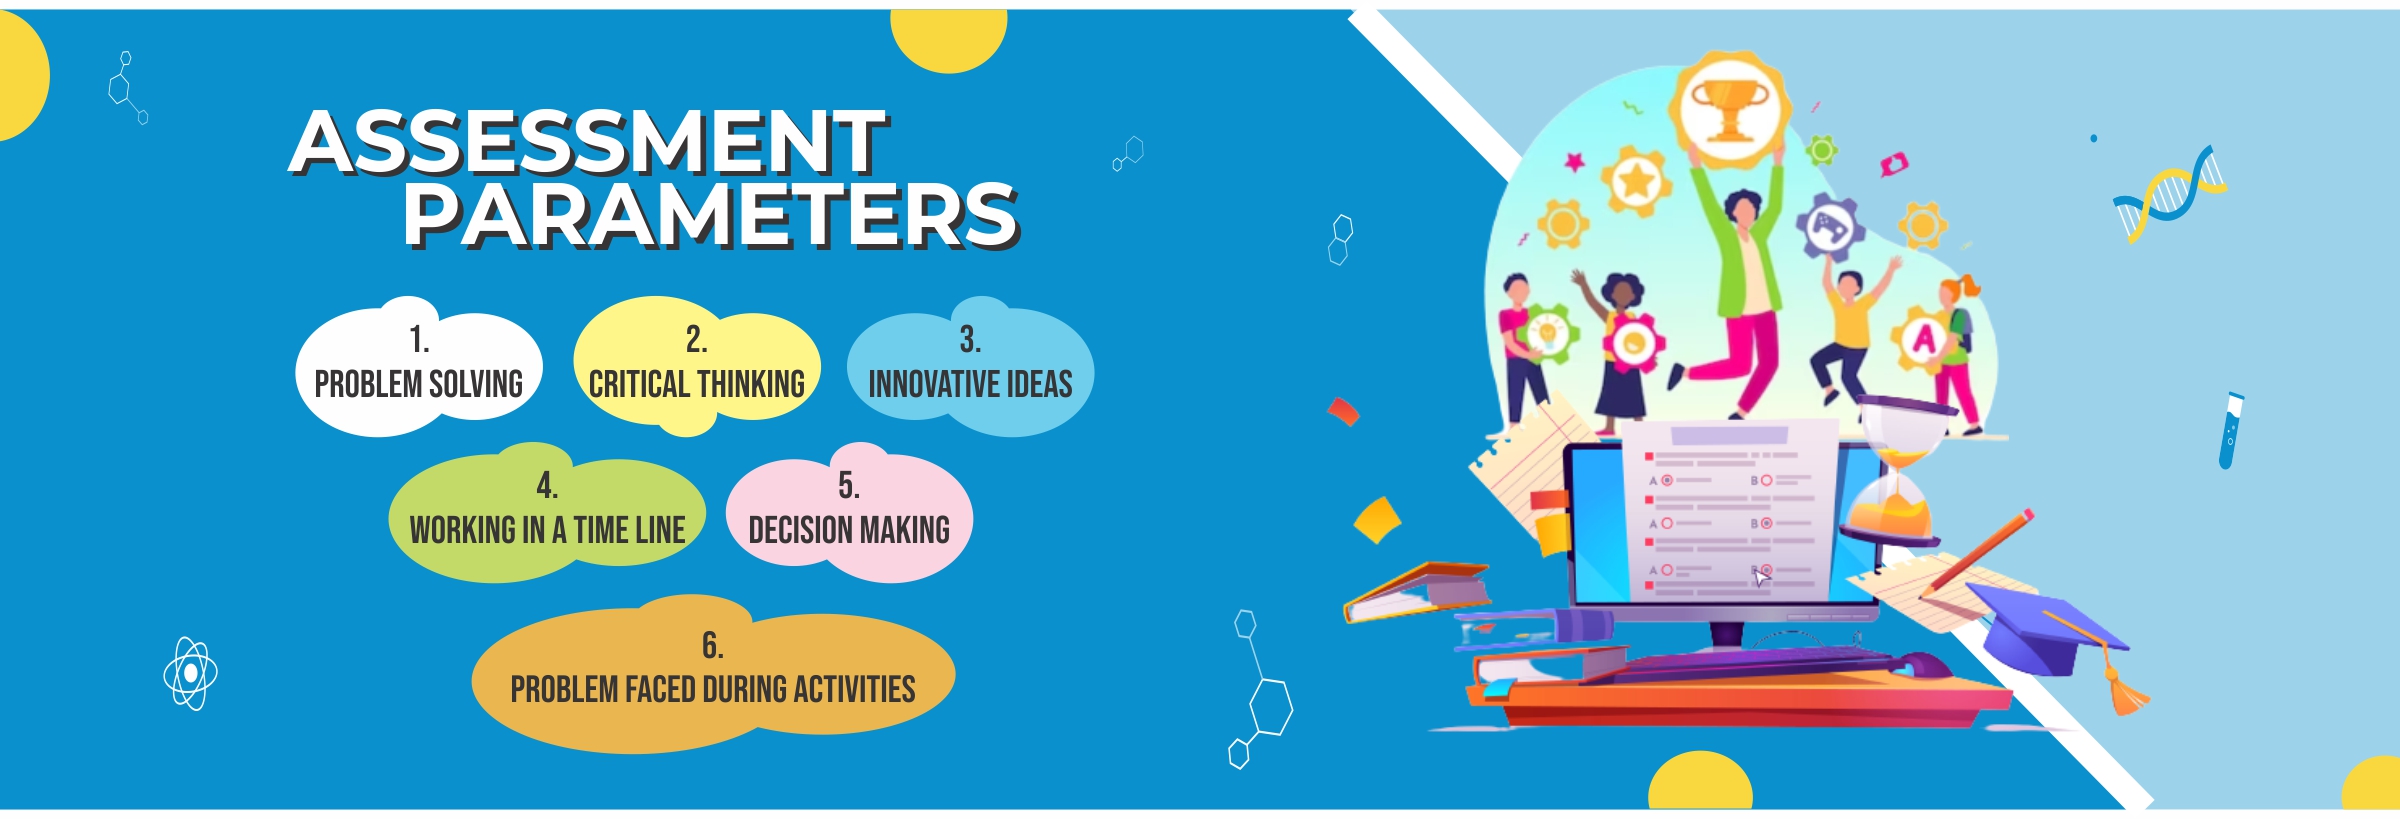 ASSESSMENT
PARAMETERS
1.
PROBLEM SOLVING
2.
CRITICAL THINKING
3.
INNOVATIVE IDEAS
4.
WORKING IN A TIME LINE
5.
DECISION MAKING
6.
PROBLEM FACED DURING ACTIVITIES
A
A B
A B
A B